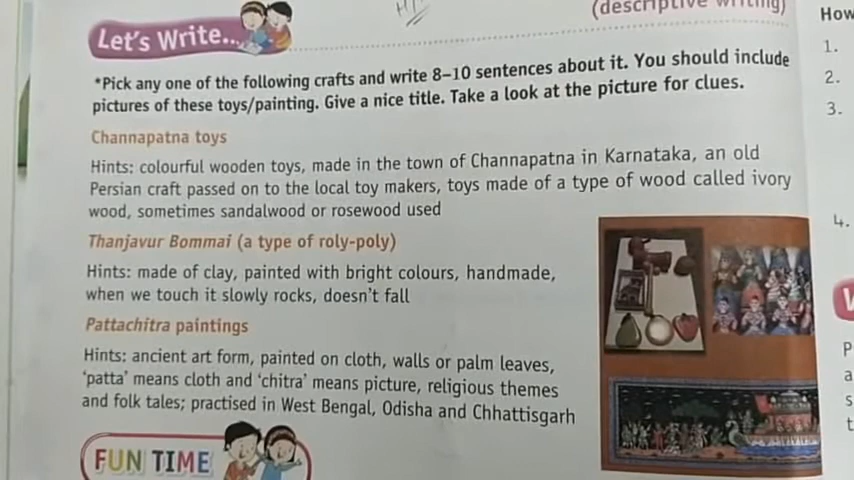 (descriptive writing)
Let's Write...
*Pick any one of the following crafts and write 8–10 sentences about it. You should include
pictures of these toys/painting. Give a nice title. Take a look at the picture for clues.
Channapatna toys
Hints: colourful wooden toys, made in the town of Channapatna in Karnataka, an old
Persian craft passed on to the local toy makers, toys made of a type of wood called ivory
wood, sometimes sandalwood or rosewood used
Thanjavur Bommai (a type of roly-poly)
Hints: made of clay, painted with bright colours, handmade,
when we touch it slowly rocks, doesn't fall
Pattachitra paintings
Hints: ancient art form, painted on cloth, walls or palm leaves,
'patta' means cloth and 'chitra' means picture, religious themes
and folk tales; practised in West Bengal, Odisha and Chhattisgarh
FUN TIME
How
1.
2.
3.
4.